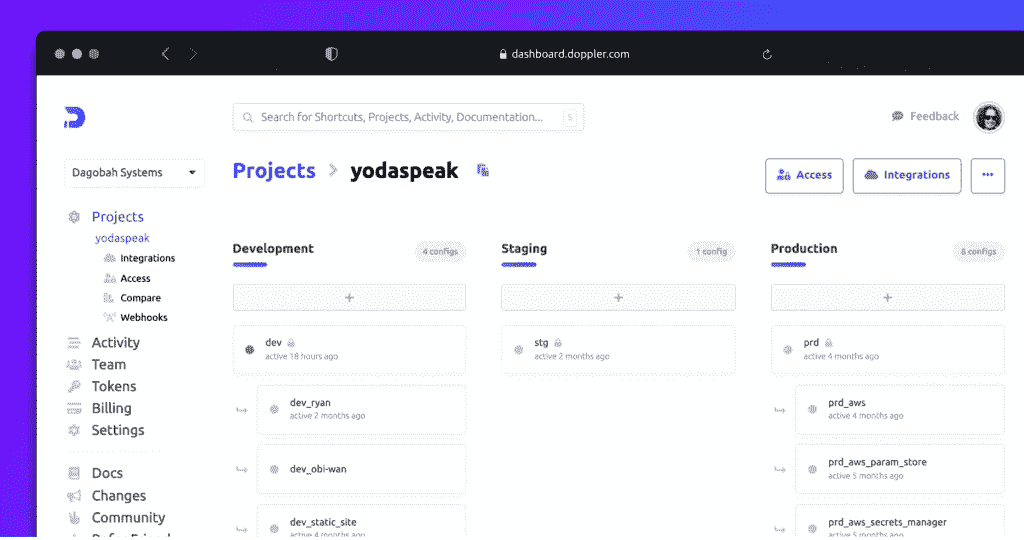 dashboard.doppler.com
Search for Shortcuts, Projects, Activity, Documentation...
S
Feedback
Dagobah Systems
Projects > yodaspeak
Access
Integrations
Projects
yodaspeak
Integrations
Access
Compare
Webhooks
Activity
Team
Tokens
Billing
Settings
Docs
Changes
Community
Development
4 configs
+
dev
active 18 hours ago
dev_ryan
active 2 months ago
dev_obi-wan
dev_static_site
active 4 months ago
Staging
1 config
+
stg
active 2 months ago
Production
6 configs
+
prd
active 4 months ago
prd_aws
active 4 months ago
prd_aws_param_store
active 5 months ago
prd_aws_secrets_manager
active 5 months ago